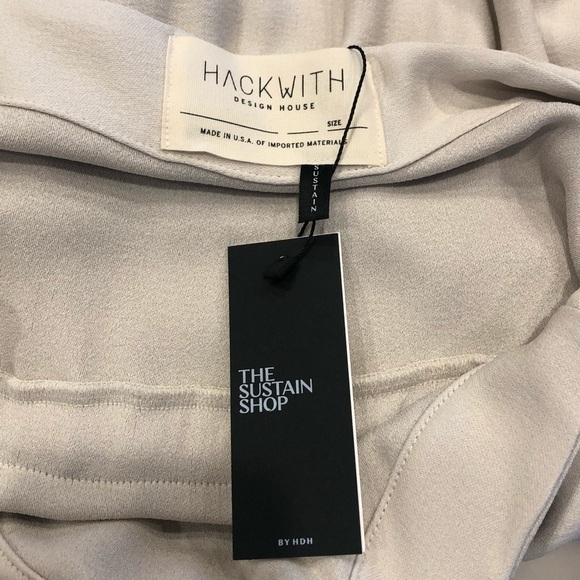 HACKWITH
DESIGN HOUSE
SIZE
MADE IN U.S.A. OF IMPORTED MATERIALS
SUSTAIN
THE
SUSTAIN
SHOP
BY HDH